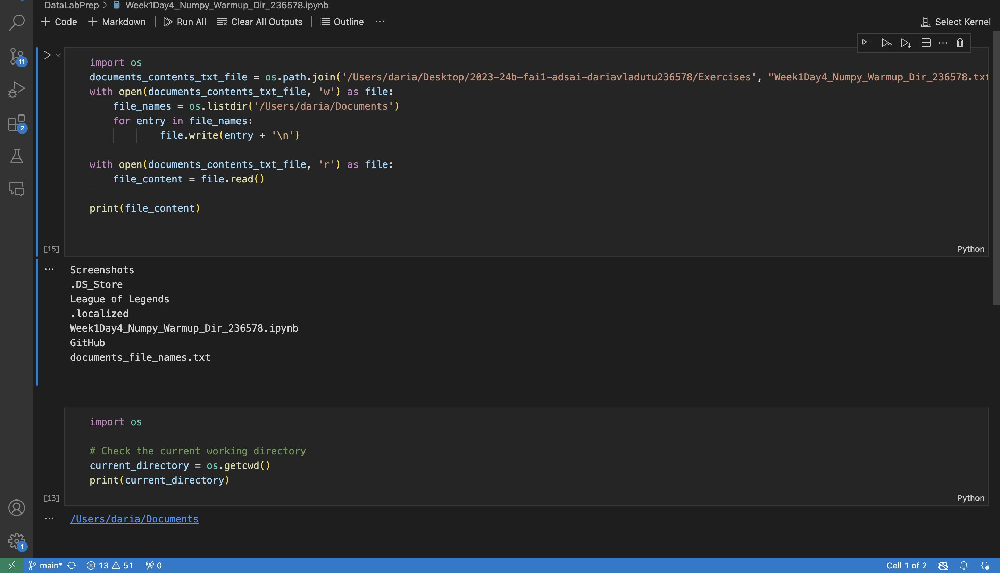 DataLabPrep > Week1Day4_Numpy_Warmup_Dir_236578.ipynb
+ Code + Markdown | Run All Clear All Outputs | Outline ... Select Kernel
11
2
import os
documents_contents_txt_file = os.path.join('/Users/daria/Desktop/2023-24b-fai1-adsai-dariavladutu236578/Exercises', "Week1Day4_Numpy_Warmup_Dir_236578.txt
with open(documents_contents_txt_file, 'w') as file:
    file_names = os.listdir('/Users/daria/Documents')
    for entry in file_names:
            file.write(entry + '\n')
with open(documents_contents_txt_file, 'r') as file:
    file_content = file.read()
print(file_content)
[15] Python
... Screenshots
.DS_Store
League of Legends
.localized
Week1Day4_Numpy_Warmup_Dir_236578.ipynb
GitHub
documents_file_names.txt
import os
# Check the current working directory
current_directory = os.getcwd()
print(current_directory)
[13] Python
... /Users/daria/Documents
1
main* 13 51 0 Cell 1 of 2